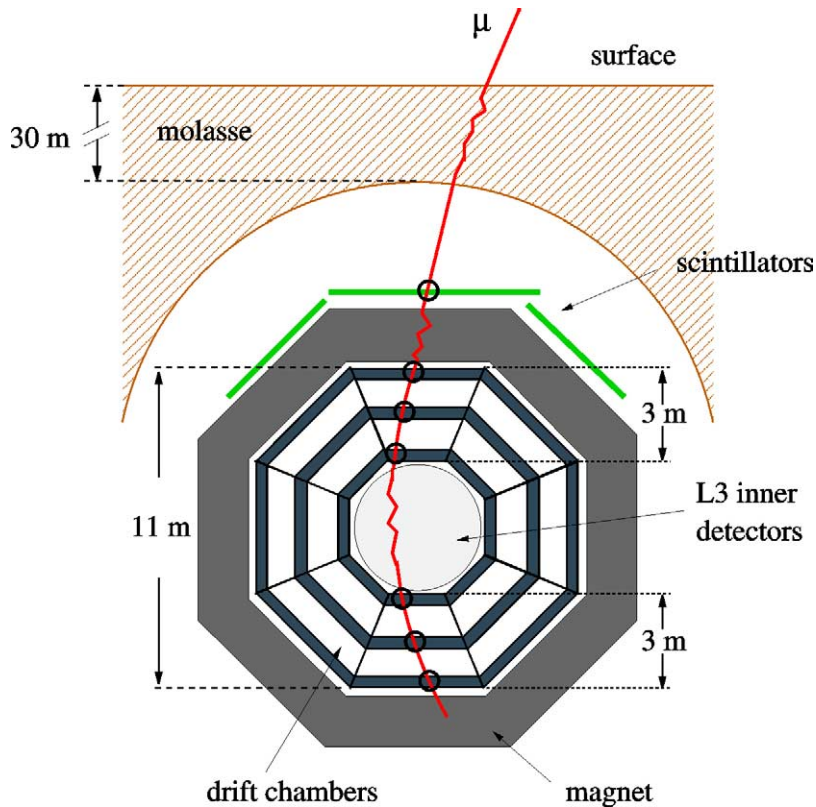 μ
surface
30 m
molasse
scintillators
3 m
11 m
L3 inner
detectors
3 m
drift chambers
magnet